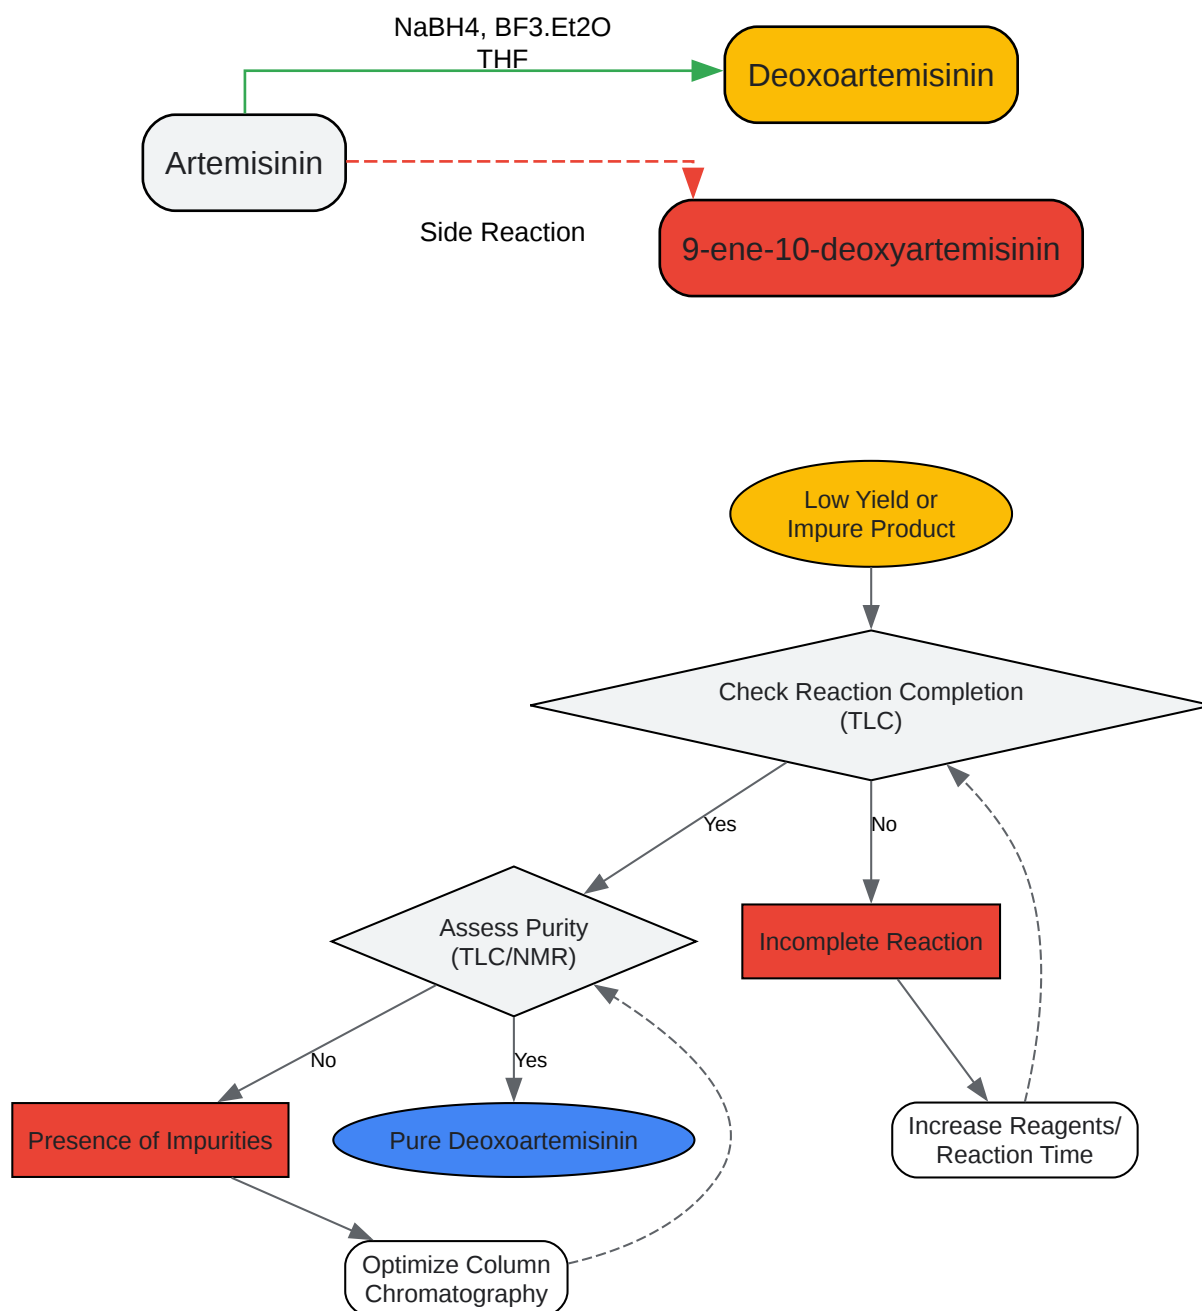 NaBH4, BF3.Et2O
THF
Deoxoartemisinin
Artemisinin
Side Reaction
9-ene-10-deoxyartemisinin
Low Yield or
Impure Product
Check Reaction Completion
(TLC)
Yes
No
Assess Purity
(TLC/NMR)
Incomplete Reaction
No
Yes
Presence of Impurities
Pure Deoxoartemisinin
Increase Reagents/
Reaction Time
Optimize Column
Chromatography